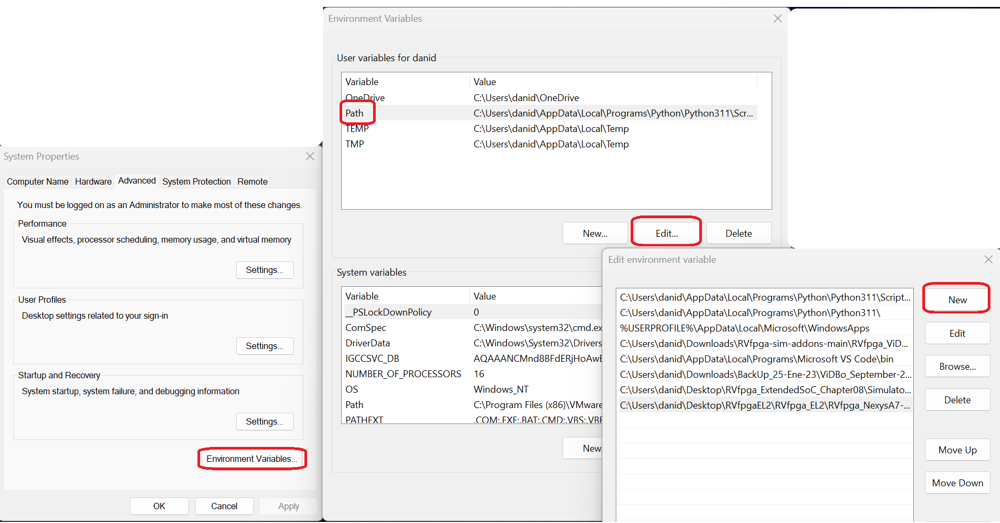 System Properties
Computer Name Hardware Advanced System Protection Remote
You must be logged on as an Administrator to make most of these changes.
Performance
Visual effects, processor scheduling, memory usage, and virtual memory
Settings...
User Profiles
Desktop settings related to your sign-in
Settings...
Startup and Recovery
System startup, system failure, and debugging information
Settings...
Environment Variables...
OK Cancel Apply
Environment Variables
User variables for danid
Variable Value
OneDrive C:\Users\danid\OneDrive
Path C:\Users\danid\AppData\Local\Programs\Python\Python311\Scr...
TEMP C:\Users\danid\AppData\Local\Temp
TMP C:\Users\danid\AppData\Local\Temp
New... Edit... Delete
System variables
Variable Value
__PSLockDownPolicy 0
ComSpec C:\Windows\system32\cmd.ex
DriverData C:\Windows\System32\Drivers
IGCCSVC_DB AQAAANCMnd8BFdERjHoAwE
NUMBER_OF_PROCESSORS 16
OS Windows_NT
Path C:\Program Files (x86)\VMware
PATHEXT .COM;.EXE;.BAT;.CMD;.VBS;.VBE
New.
Edit environment variable
C:\Users\danid\AppData\Local\Programs\Python\Python311\Script...
C:\Users\danid\AppData\Local\Programs\Python\Python311\
%USERPROFILE%\AppData\Local\Microsoft\WindowsApps
C:\Users\danid\Downloads\RVfpga-sim-addons-main\RVfpga_ViD...
C:\Users\danid\AppData\Local\Programs\Microsoft VS Code\bin
C:\Users\danid\Downloads\BackUp_25-Ene-23\ViDBo_September-2...
C:\Users\danid\Desktop\RVfpga_ExtendedSoC_Chapter08\Simulato...
C:\Users\danid\Desktop\RVfpgaEL2\RVfpga_EL2\RVfpga_NexysA7-...
New
Edit
Browse...
Delete
Move Up
Move Down